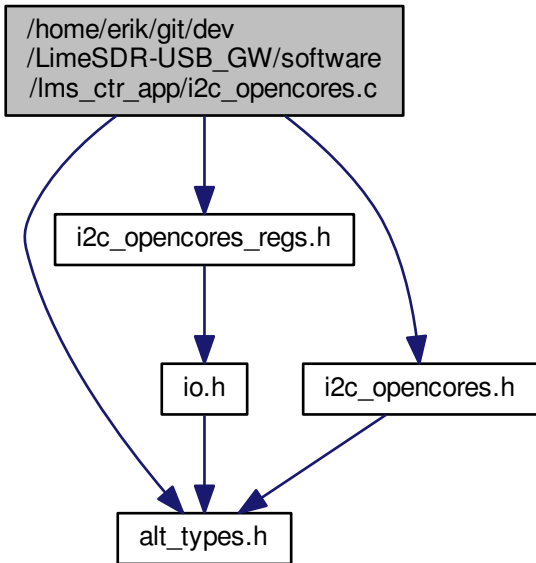 /home/erik/git/dev
/LimeSDR-USB_GW/software
/lms_ctr_app/i2c_opencores.c
i2c_opencores_regs.h
io.h
i2c_opencores.h
alt_types.h